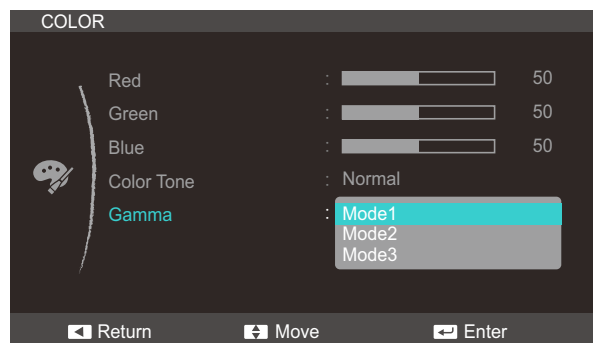 COLOR
Red : 50
Green : 50
Blue : 50
Color Tone : Normal
Gamma : Mode1
Mode2
Mode3
Return Move Enter